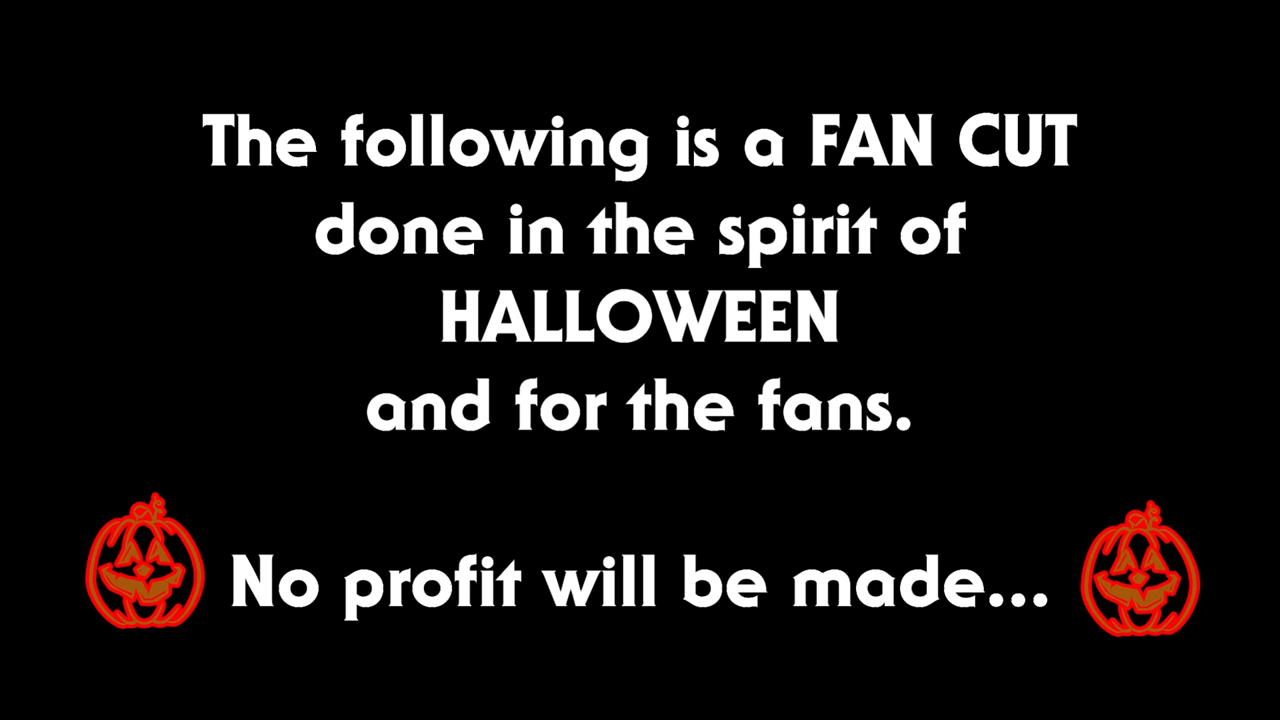 The following is a FAN CUT
done in the spirit of
HALLOWEEN
and for the fans.
No profit will be made...